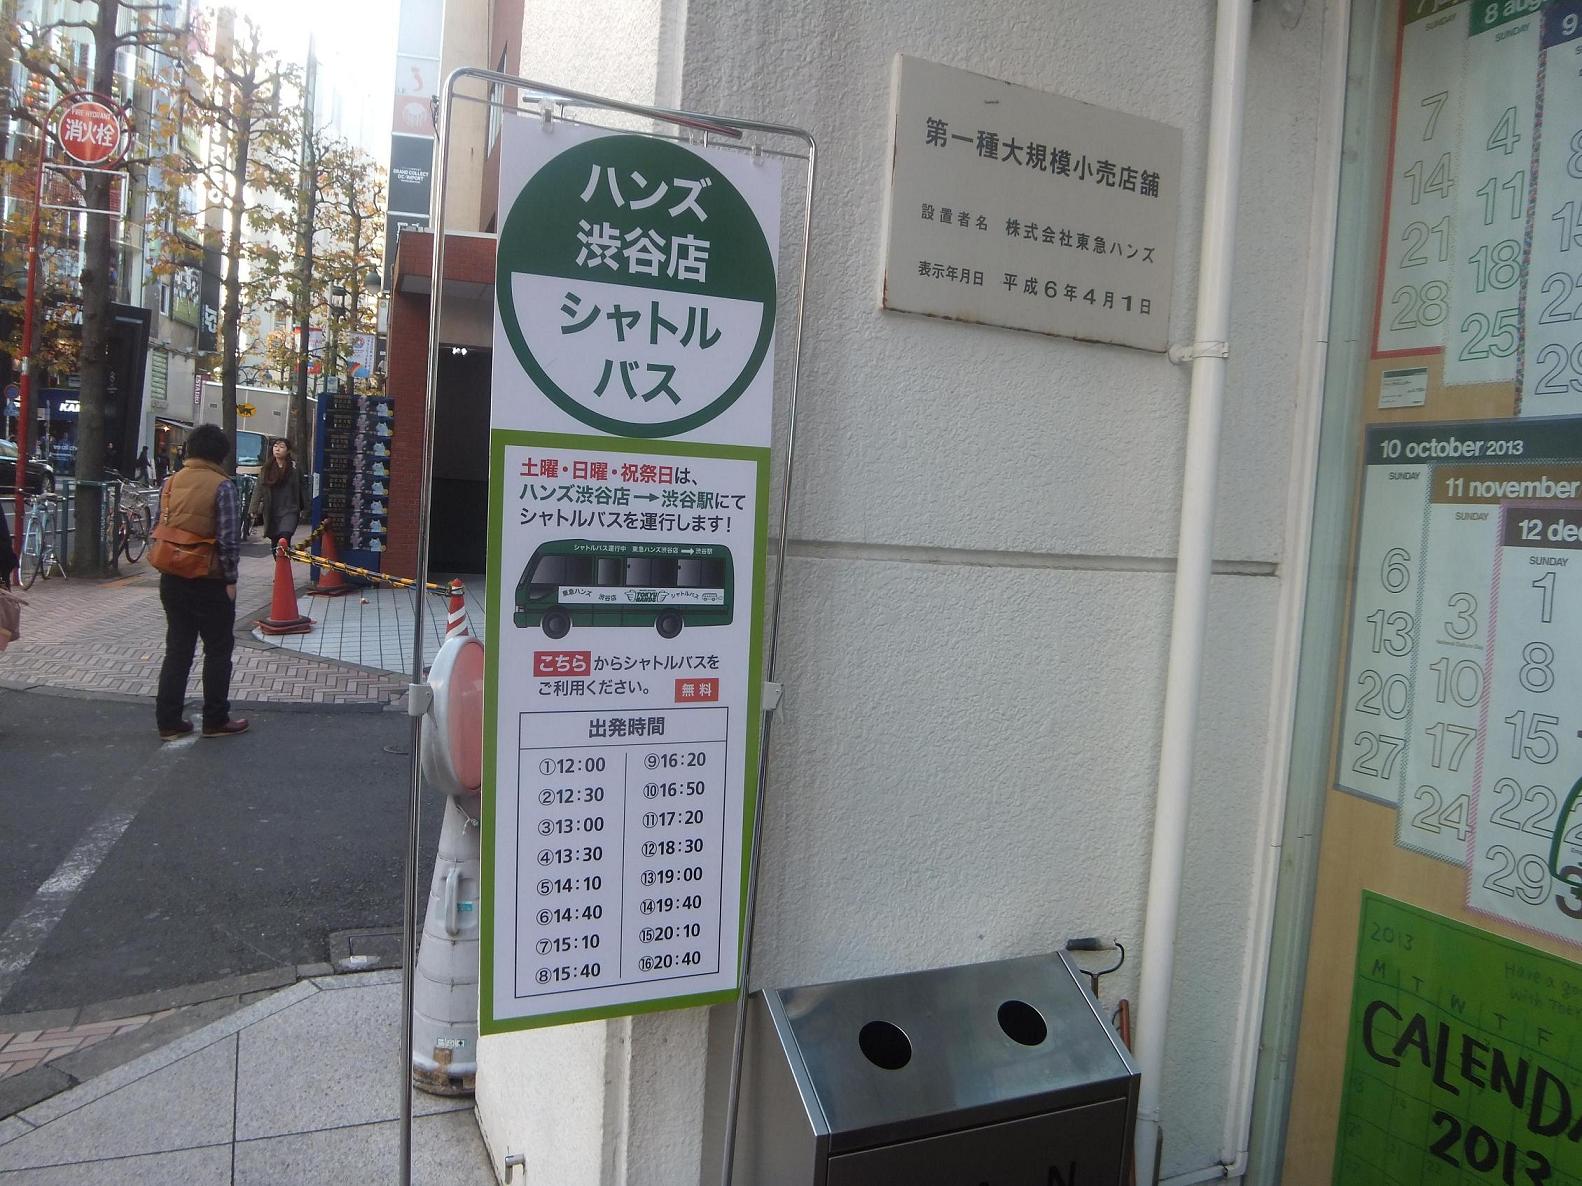 消火栓
ハンズ
渋谷店
シャトル
バス
土曜・日曜・祝祭日は、
ハンズ渋谷店→渋谷駅にて
シャトルバスを運行します!
シャトルバス運行中 東急ハンズ渋谷店→渋谷駅
東急ハンズ 渋谷店 TOKYU HANDS シャトルバス
こちらからシャトルバスを
ご利用ください。 無料
出発時間
①12:00
②12:30
③13:00
④13:30
⑤14:10
⑥14:40
⑦15:10
⑧15:40
⑨16:20
⑩16:50
⑪17:20
⑫18:30
⑬19:00
⑭19:40
⑮20:10
⑯20:40
第一種大規模小売店舗
設置者名 株式会社東急ハンズ
表示年月日 平成6年4月1日
SUNDAY
7
14
21
28
SUNDAY
4
11
18
25
9
10 october 2013
SUNDAY
6
13
20
27
11 november
SUNDAY
3
10
17
24
12 dec
SUNDAY
1
8
15
22
29
2013
M T W T F
CALENDA
2013